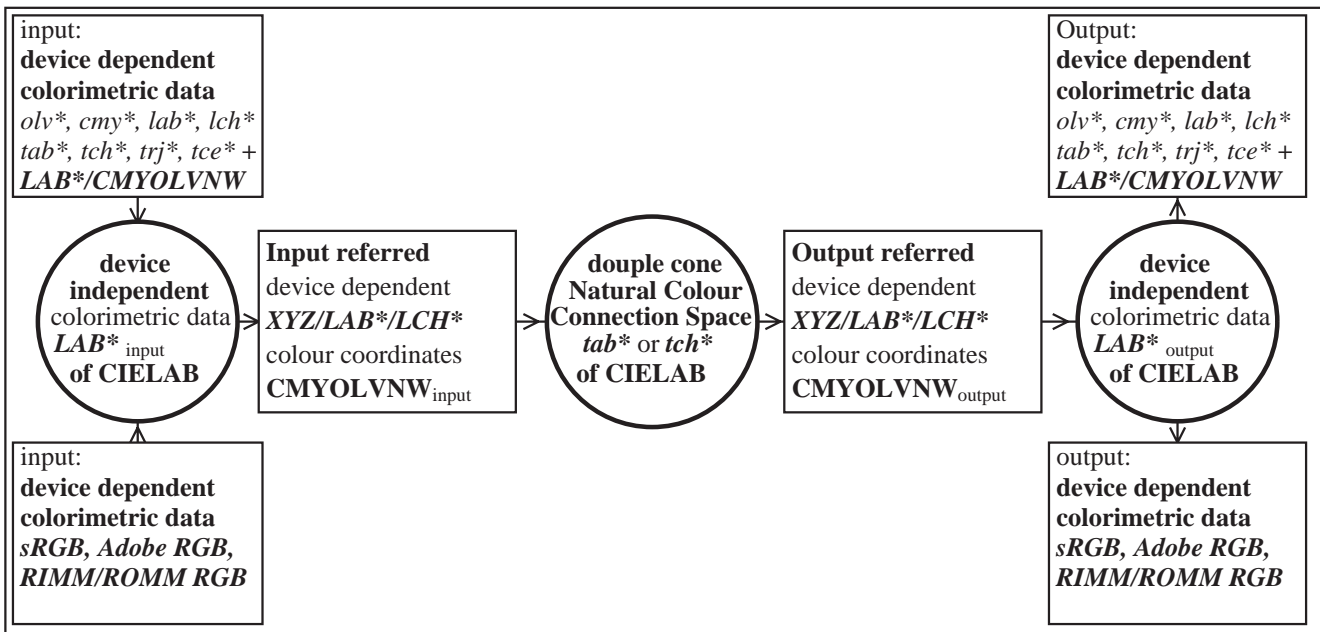 input:
device dependent
colorimetric data
olv*, cmy*, lab*, lch*
tab*, tch*, trj*, tce* +
LAB*/CMYOLVNW
device
independent
colorimetric data
LAB* input
of CIELAB
input:
device dependent
colorimetric data
sRGB, Adobe RGB,
RIMM/ROMM RGB
Input referred
device dependent
XYZ/LAB*/LCH*
colour coordinates
CMYOLVNWinput
douple cone
Natural Colour
Connection Space
tab* or tch*
of CIELAB
Output referred
device dependent
XYZ/LAB*/LCH*
colour coordinates
CMYOLVNWoutput
Output:
device dependent
colorimetric data
olv*, cmy*, lab*, lch*
tab*, tch*, trj*, tce* +
LAB*/CMYOLVNW
device
independent
colorimetric data
LAB* output
of CIELAB
output:
device dependent
colorimetric data
sRGB, Adobe RGB,
RIMM/ROMM RGB